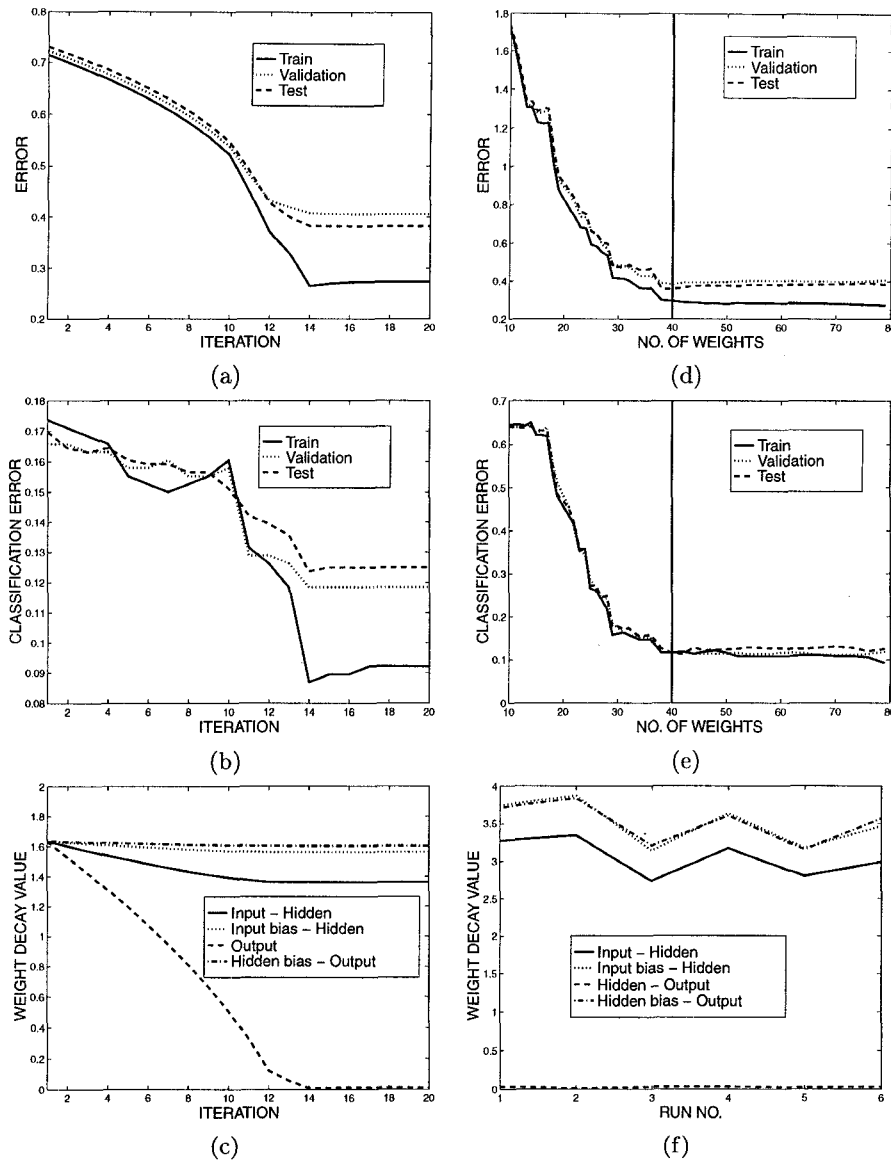 0.8
0.7
0.6
0.5
0.4
0.3
0.2
ERROR
Train
Validation
Test
2 4 6 8 10 12 14 16 18 20
ITERATION
(a)
1.8
1.6
1.4
1.2
1
0.8
0.6
0.4
0.2
ERROR
Train
Validation
Test
10 20 30 40 50 60 70 80
NO. OF WEIGHTS
(d)
0.18
0.17
0.16
0.15
0.14
0.13
0.12
0.11
0.1
0.09
0.08
CLASSIFICATION ERROR
Train
Validation
Test
2 4 6 8 10 12 14 16 18 20
ITERATION
(b)
0.7
0.6
0.5
0.4
0.3
0.2
0.1
0
CLASSIFICATION ERROR
Train
Validation
Test
10 20 30 40 50 60 70 80
NO. OF WEIGHTS
(e)
2
1.8
1.6
1.4
1.2
1
0.8
0.6
0.4
0.2
0
WEIGHT DECAY VALUE
Input – Hidden
Input bias – Hidden
Output
Hidden bias – Output
2 4 6 8 10 12 14 16 18 20
ITERATION
(c)
4
3.5
3
2.5
2
1.5
1
0.5
0
WEIGHT DECAY VALUE
Input – Hidden
Input bias – Hidden
Hidden – Output
Hidden bias – Output
1 2 3 4 5 6
RUN NO.
(f)